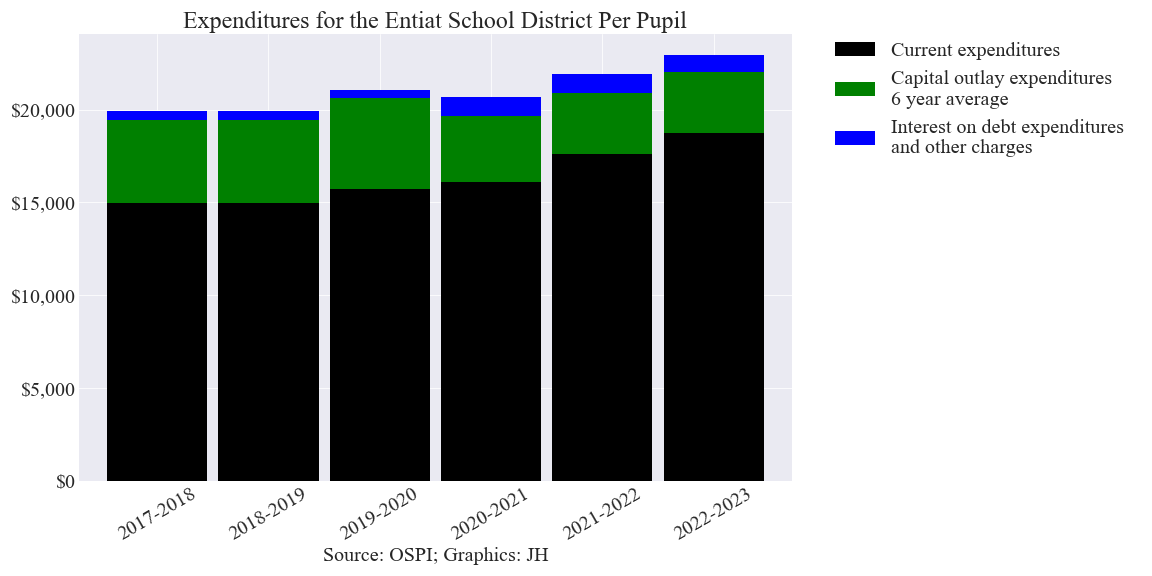 Expenditures for the Entiat School District Per Pupil
Current expenditures
Capital outlay expenditures
6 year average
Interest on debt expenditures
and other charges
$20,000
$15,000
$10,000
$5,000
$0
2017-2018
2018-2019
2019-2020
2020-2021
2021-2022
2022-2023
Source: OSPI; Graphics: JH